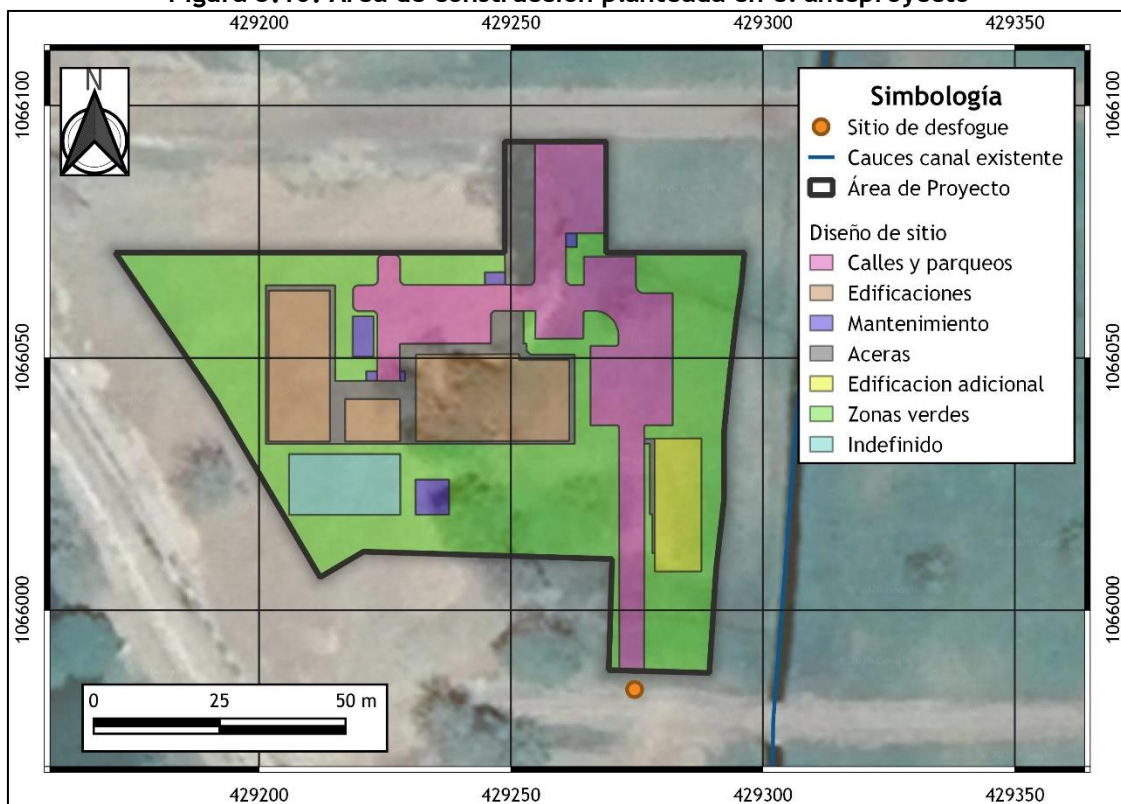 429200 429250 429300 429350
N
Simbología
Sitio de desfogue
Cauces canal existente
Área de Proyecto
Diseño de sitio
Calles y parqueos
Edificaciones
Mantenimiento
Aceras
Edificacion adicional
Zonas verdes
Indefinido
1066100 1066100
1066050 1066050
1066000 1066000
0 25 50 m
429200 429250 429300 429350